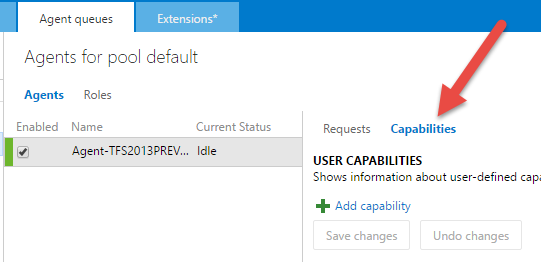 Agent queues Extensions*
Agents for pool default
Agents Roles
Enabled Name Current Status
Agent-TFS2013PREV... Idle
Requests Capabilities
USER CAPABILITIES
Shows information about user-defined capa
Add capability
Save changes Undo changes